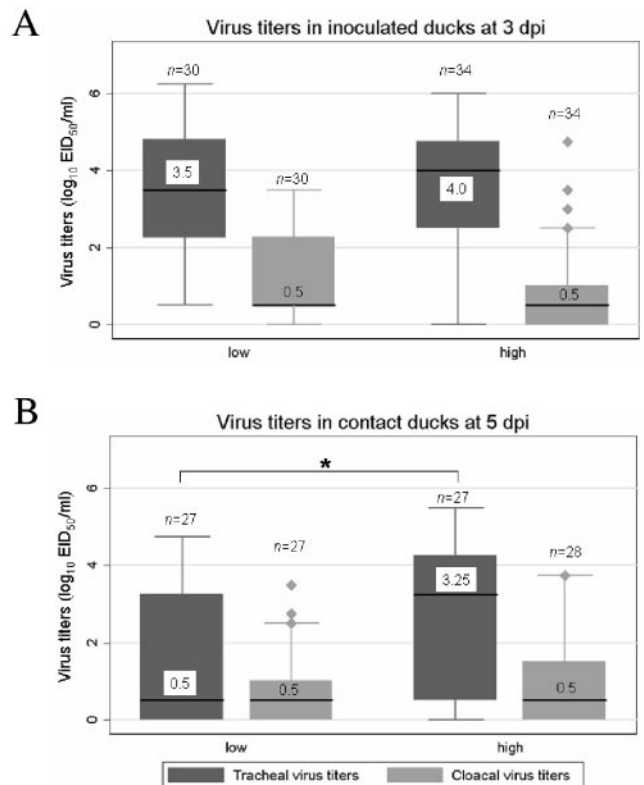 A
Virus titers in inoculated ducks at 3 dpi
Virus titers (log₁₀ EID₅₀/ml)
6
4
2
0
n=30
3.5
n=30
0.5
n=34
4.0
n=34
0.5
low
high
B
Virus titers in contact ducks at 5 dpi
Virus titers (log₁₀ EID₅₀/ml)
6
4
2
0
*
n=27
0.5
n=27
0.5
n=27
3.25
n=28
0.5
low
high
Tracheal virus titers
Cloacal virus titers